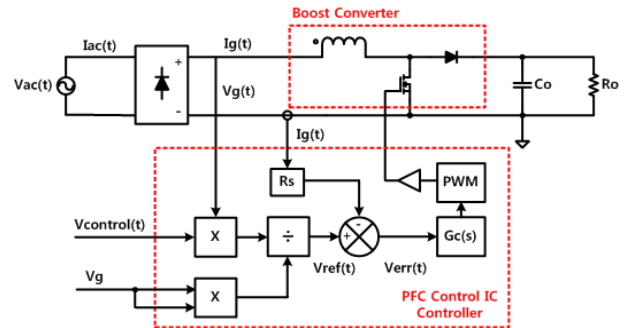 Boost Converter
Iac(t)
Ig(t)
Vac(t)
+
-
Vg(t)
Co
Ro
Ig(t)
Rs
PWM
Vcontrol(t)
X
÷
-
+
Gc(s)
Vref(t)
Verr(t)
Vg
X
PFC Control IC
Controller